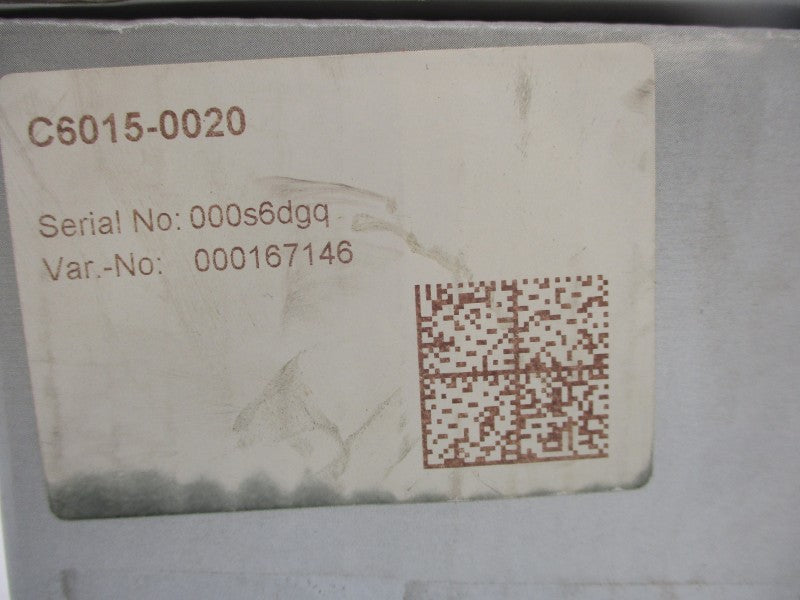 C6015-0020
Serial No: 000s6dgq
Var.-No: 000167146